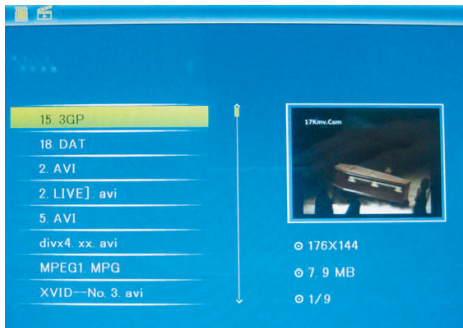 15. 3GP
18. DAT
2. AVI
2. LIVE]. avi
5. AVI
divx4. xx. avi
MPEG1. MPG
XVID--No. 3. avi
17Kmv.Com
176X144
7. 9 MB
1/9